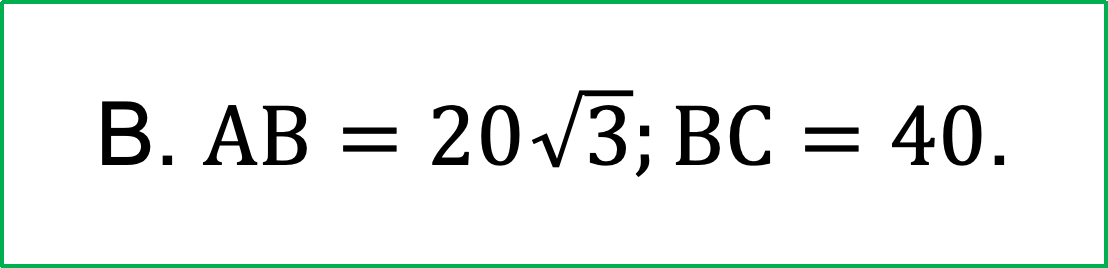 B. AB = 20√3; BC = 40.